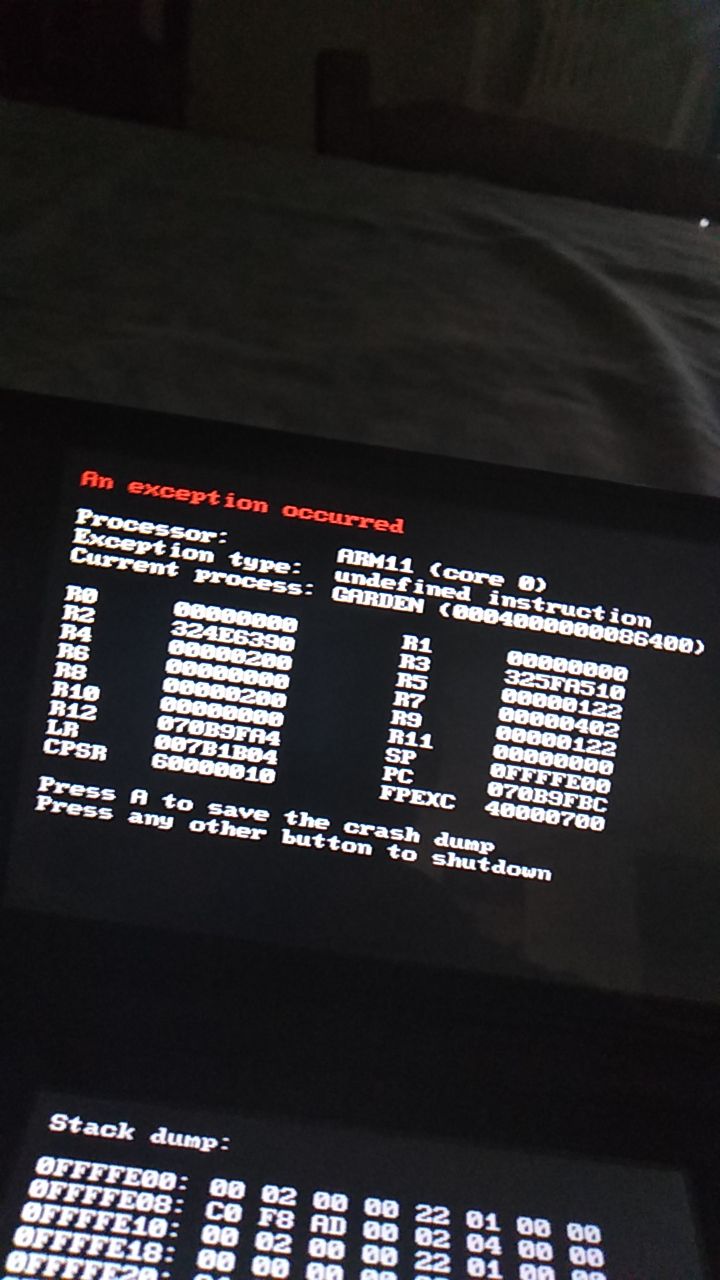 An exception occurred
Processor: ARM11 (core 0)
Exception type: undefined instruction
Current process: GARDEN (0004000000086400)
R0 00000000 R1 00000000
R2 324E6390 R3 325FA510
R4 00000200 R5 00000122
R6 00000000 R7 00000402
R8 00000200 R9 00000122
R10 00000000 R11 00000000
R12 070B9FA4 SP 0FFFFE00
LR 007B1B04 PC 070B9FBC
CPSR 60000010 FPEXC 40000700
Press A to save the crash dump
Press any other button to shutdown
Stack dump:
0FFFFE00: 00 02 00 00 22 01 00 00
0FFFFE08: C0 F8 AD 00 02 04 00 00
0FFFFE10: 00 02 00 00 22 01 00 00
0FFFFE18: 00 00 00 00
0FFFFE20: